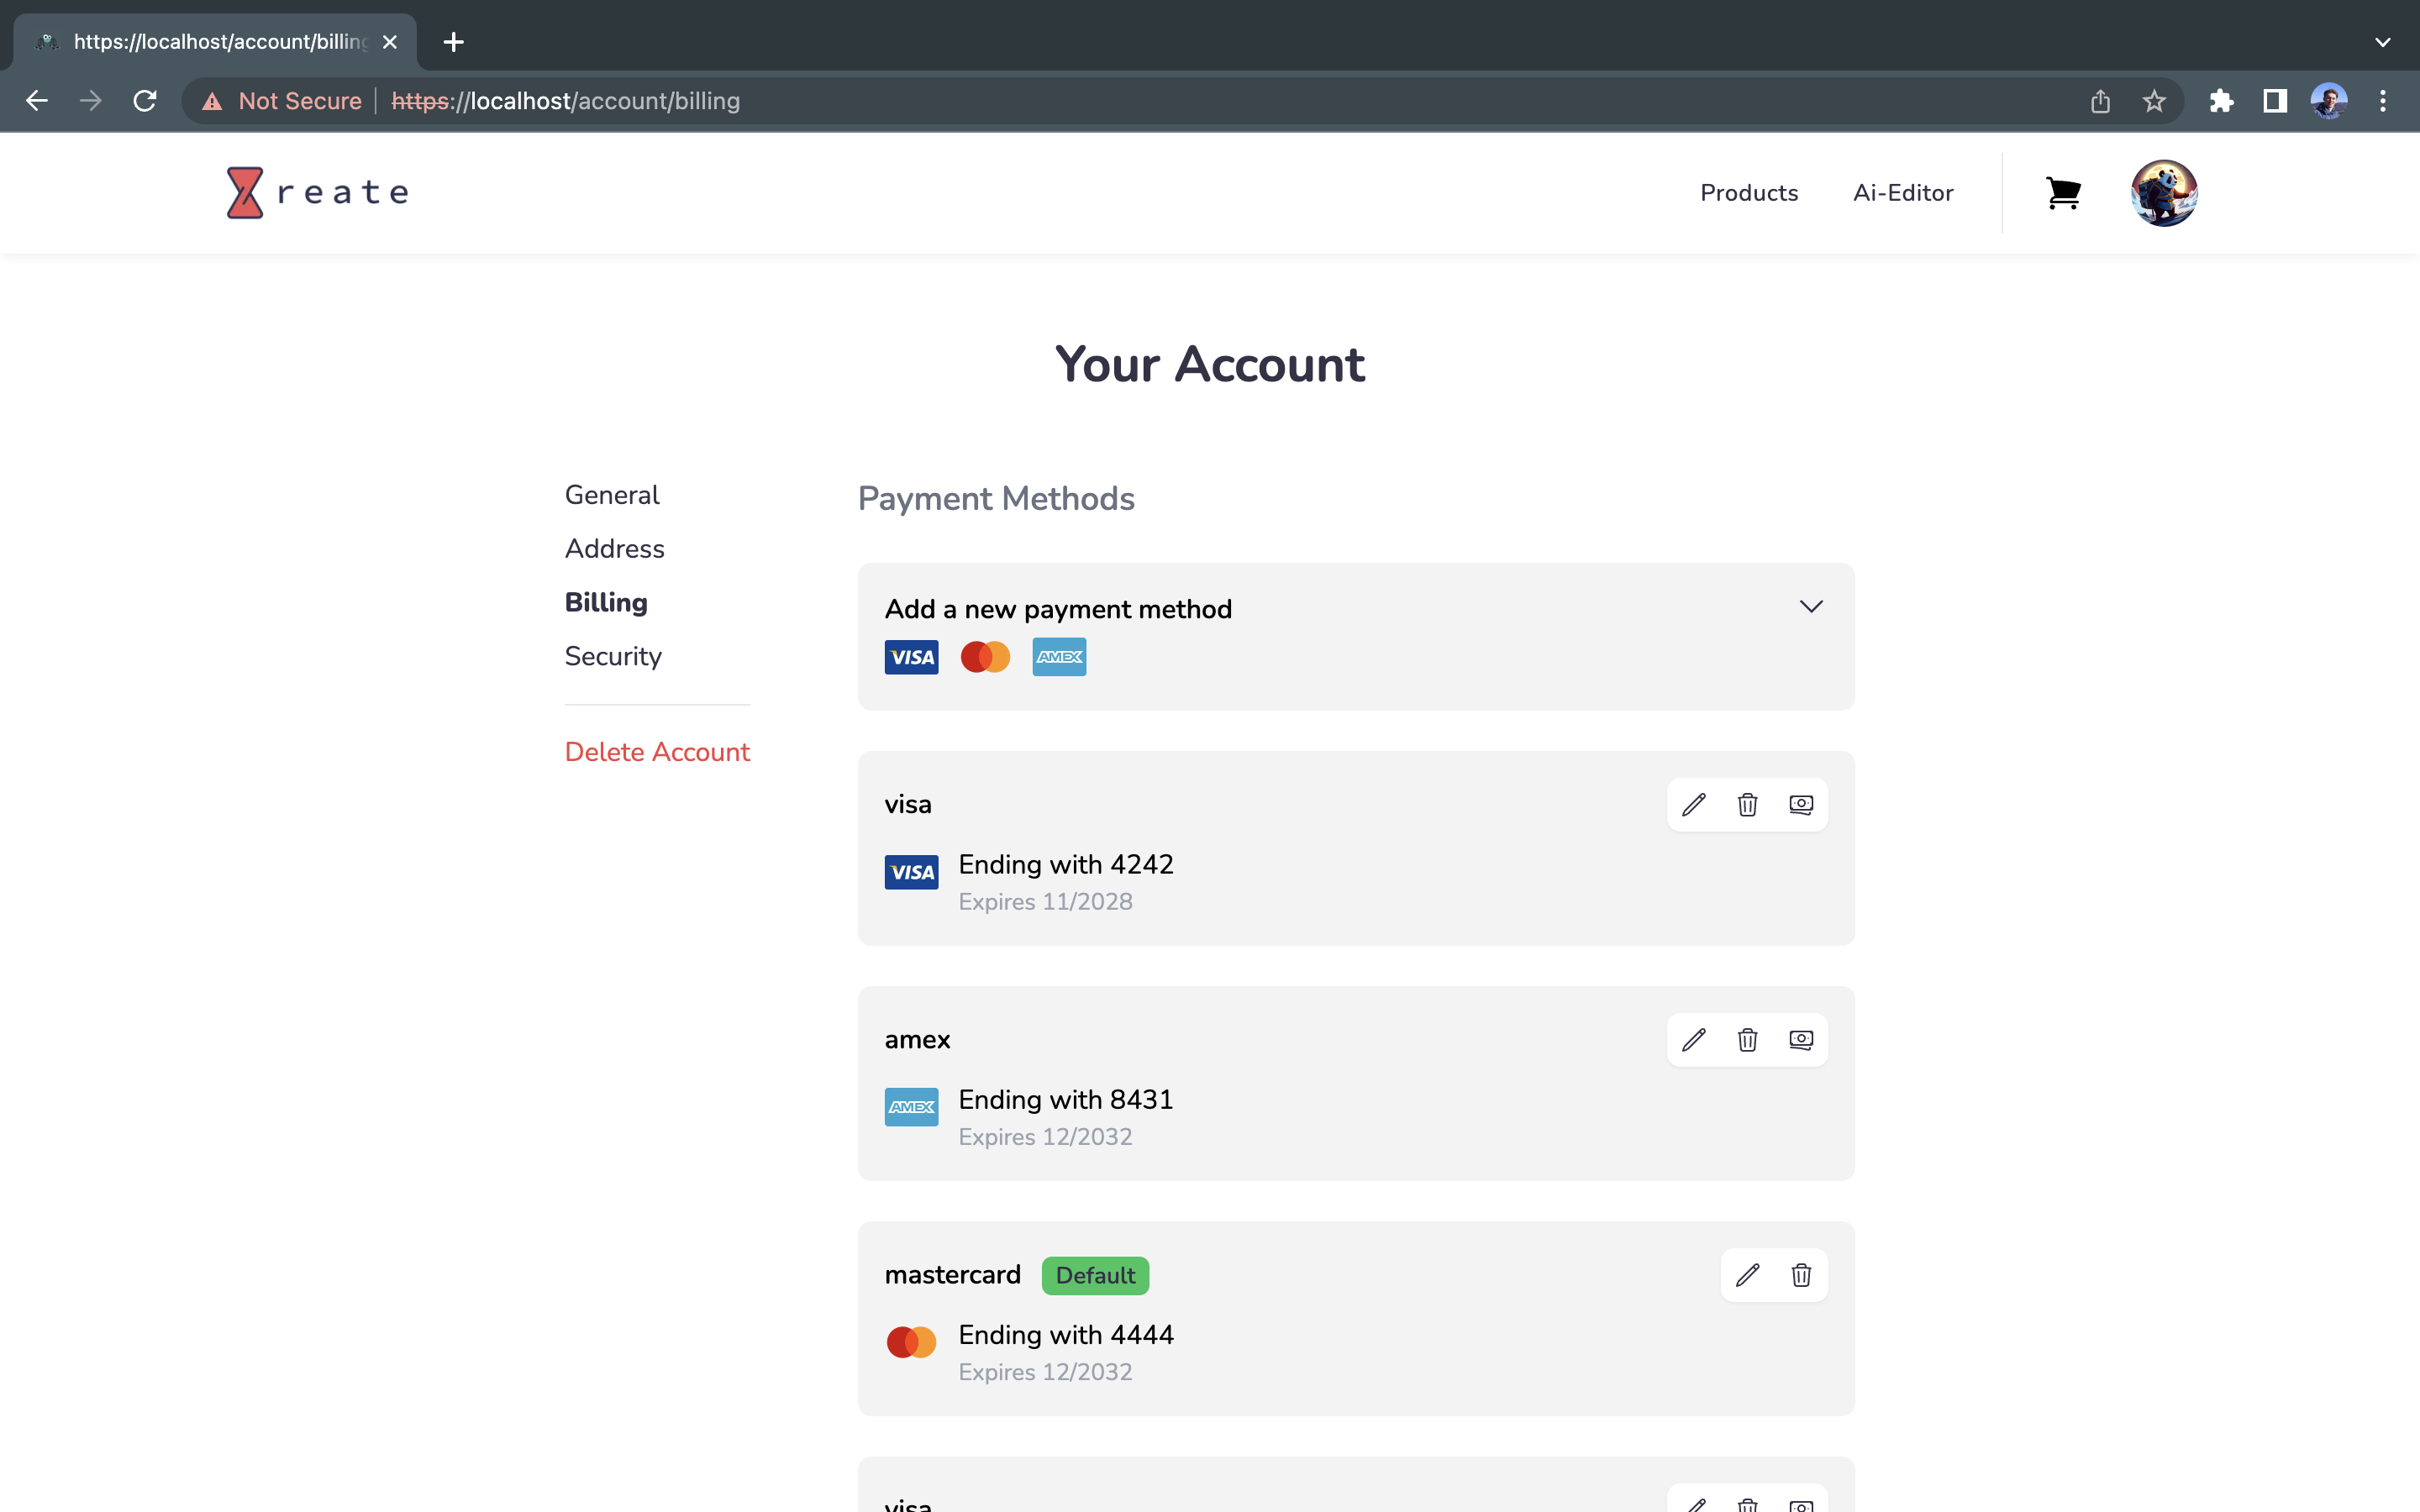 https://localhost/account/billing
Not Secure
https://localhost/account/billing
reate
Products
Ai-Editor
Your Account
General
Address
Billing
Security
Delete Account
Payment Methods
Add a new payment method
VISA
AMEX
visa
VISA
Ending with 4242
Expires 11/2028
amex
AMEX
Ending with 8431
Expires 12/2032
mastercard Default
Ending with 4444
Expires 12/2032
visa